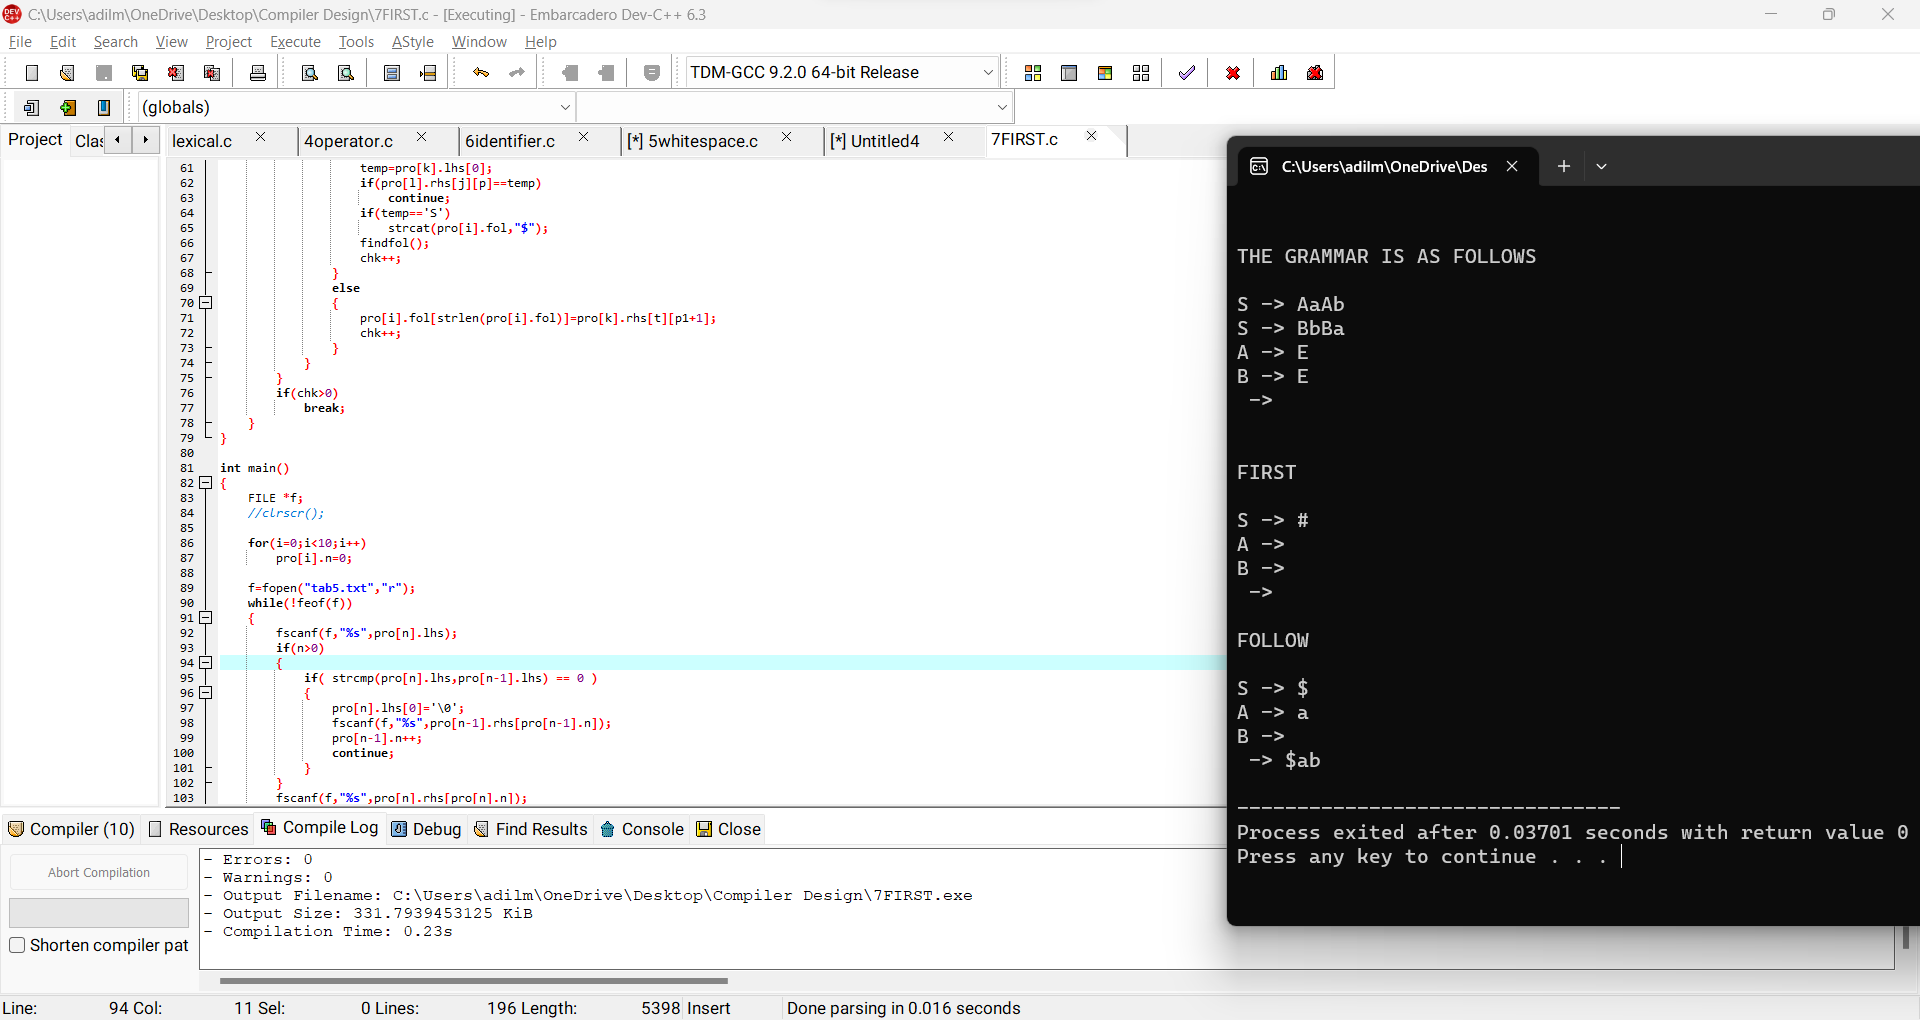 C:\Users\adilm\OneDrive\Desktop\Compiler Design\7FIRST.c - [Executing] - Embarcadero Dev-C++ 6.3
File Edit Search View Project Execute Tools AStyle Window Help
TDM-GCC 9.2.0 64-bit Release
(globals)
Project Clas
lexical.c 4operator.c 6identifier.c [*] 5whitespace.c [*] Untitled4 7FIRST.c
61 temp=pro[k].lhs[0];
62 if(pro[l].rhs[j][p]==temp)
63 continue;
64 if(temp=='S')
65 strcat(pro[i].fol,"$");
66 findfol();
67 chk++;
68 }
69 else
70 {
71 pro[i].fol[strlen(pro[i].fol)]=pro[k].rhs[t][p1+1];
72 chk++;
73 }
74 }
75 }
76 if(chk>0)
77 break;
78 }
79 }
80
81 int main()
82 {
83 FILE *f;
84 //clrscr();
85
86 for(i=0;i<10;i++)
87 pro[i].n=0;
88
89 f=fopen("tab5.txt","r");
90 while(!feof(f))
91 {
92 fscanf(f,"%s",pro[n].lhs);
93 if(n>0)
94 {
95 if( strcmp(pro[n].lhs,pro[n-1].lhs) == 0 )
96 {
97 pro[n].lhs[0]='\0';
98 fscanf(f,"%s",pro[n-1].rhs[pro[n-1].n]);
99 pro[n-1].n++;
100 continue;
101 }
102 }
103 fscanf(f,"%s",pro[n].rhs[pro[n].n]);
C:\Users\adilm\OneDrive\Des
THE GRAMMAR IS AS FOLLOWS
S -> AaAb
S -> BbBa
A -> E
B -> E
->
FIRST
S -> #
A ->
B ->
->
FOLLOW
S -> $
A -> a
B ->
-> $ab
--------------------------------
Process exited after 0.03701 seconds with return value 0
Press any key to continue . . .
Compiler (10) Resources Compile Log Debug Find Results Console Close
Abort Compilation
Shorten compiler pat
- Errors: 0
- Warnings: 0
- Output Filename: C:\Users\adilm\OneDrive\Desktop\Compiler Design\7FIRST.exe
- Output Size: 331.7939453125 KiB
- Compilation Time: 0.23s
Line: 94 Col: 11 Sel: 0 Lines: 196 Length: 5398 Insert Done parsing in 0.016 seconds